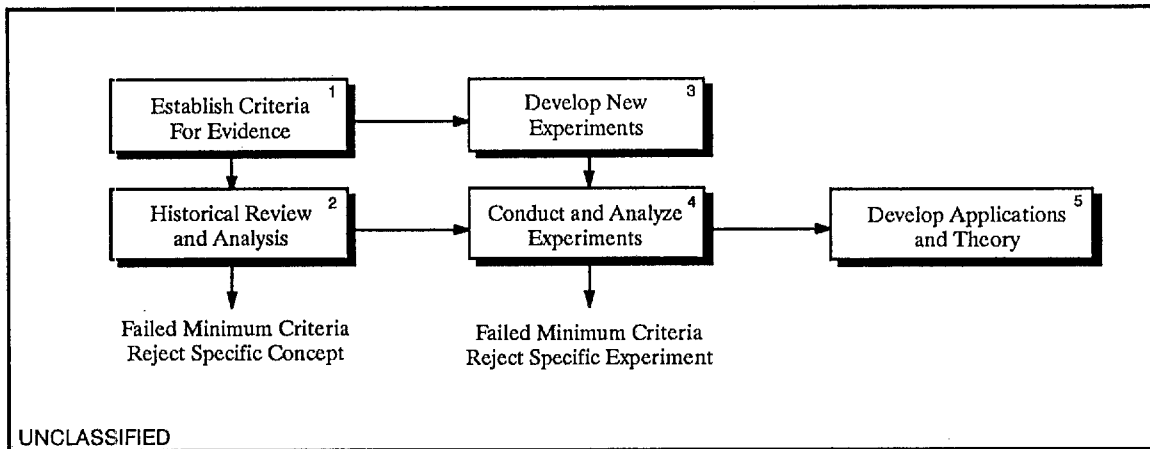 1
Establish Criteria
For Evidence
3
Develop New
Experiments
2
Historical Review
and Analysis
4
Conduct and Analyze
Experiments
5
Develop Applications
and Theory
Failed Minimum Criteria
Reject Specific Concept
Failed Minimum Criteria
Reject Specific Experiment
UNCLASSIFIED